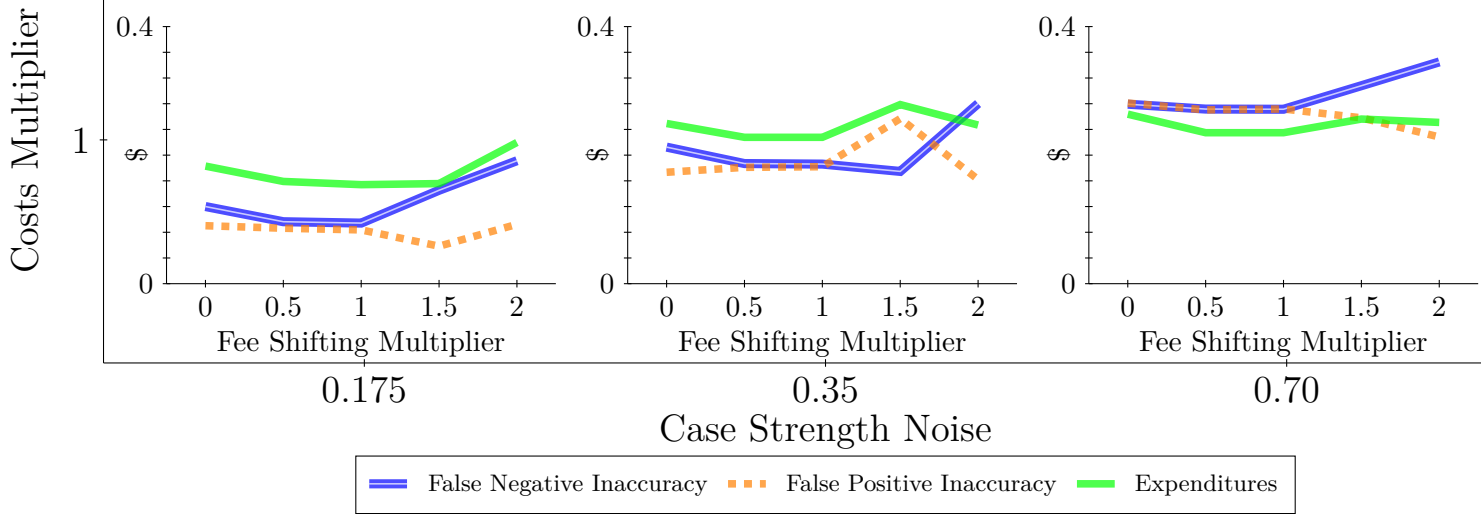 Costs Multiplier
1
0.4
$
0
0 0.5 1 1.5 2
Fee Shifting Multiplier
0.4
$
0
0 0.5 1 1.5 2
Fee Shifting Multiplier
0.4
$
0
0 0.5 1 1.5 2
Fee Shifting Multiplier
0.175 0.35 0.70
Case Strength Noise
False Negative Inaccuracy False Positive Inaccuracy Expenditures